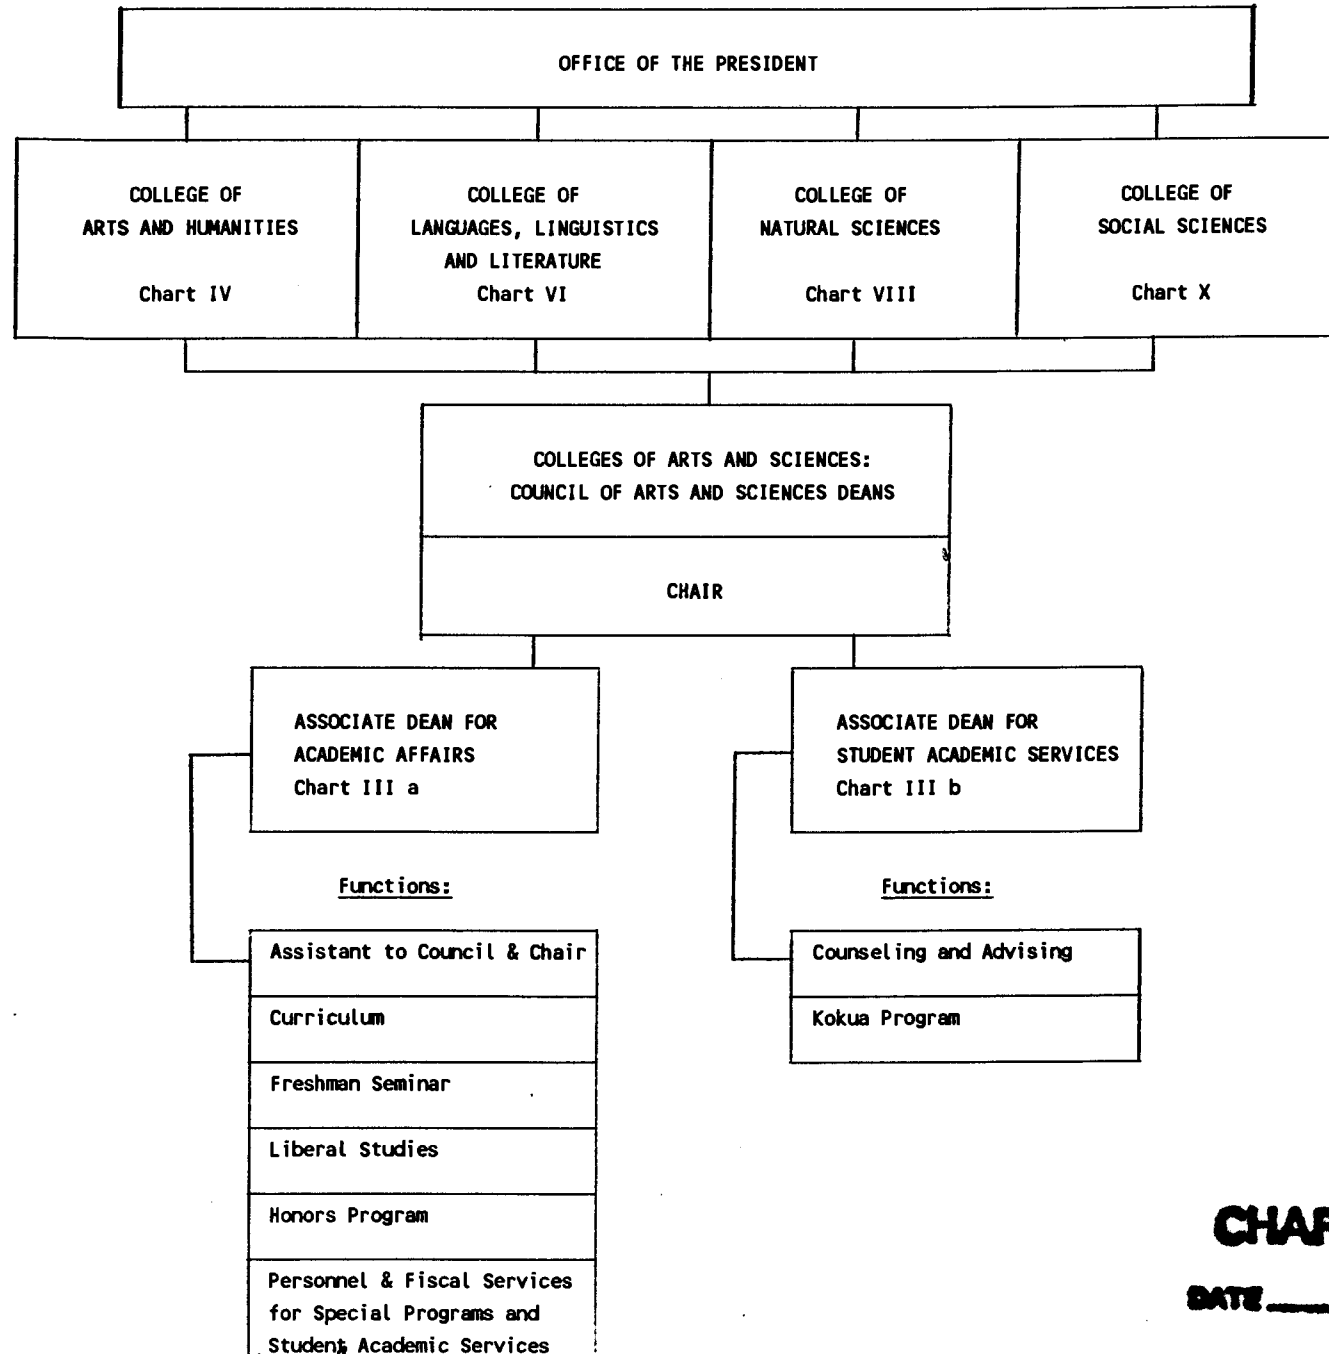 OFFICE OF THE PRESIDENT
COLLEGE OF
ARTS AND HUMANITIES
Chart IV
COLLEGE OF
LANGUAGES, LINGUISTICS
AND LITERATURE
Chart VI
COLLEGE OF
NATURAL SCIENCES
Chart VIII
COLLEGE OF
SOCIAL SCIENCES
Chart X
COLLEGES OF ARTS AND SCIENCES:
COUNCIL OF ARTS AND SCIENCES DEANS
CHAIR
ASSOCIATE DEAN FOR
ACADEMIC AFFAIRS
Chart III a
Functions:
Assistant to Council & Chair
Curriculum
Freshman Seminar
Liberal Studies
Honors Program
Personnel & Fiscal Services
for Special Programs and
Student Academic Services
ASSOCIATE DEAN FOR
STUDENT ACADEMIC SERVICES
Chart III b
Functions:
Counseling and Advising
Kokua Program
DATE